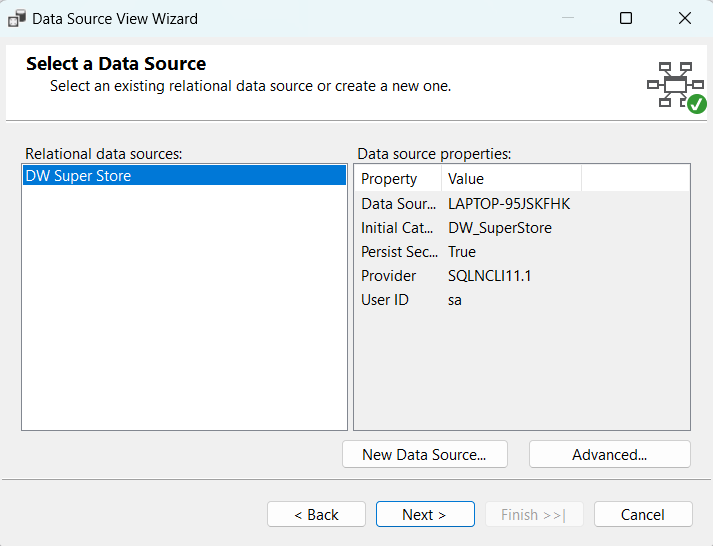 Data Source View Wizard
Select a Data Source
Select an existing relational data source or create a new one.
Relational data sources:
DW Super Store
Data source properties:
Property Value
Data Sour... LAPTOP-95JSKFHK
Initial Cat... DW_SuperStore
Persist Sec... True
Provider SQLNCLI11.1
User ID sa
New Data Source... Advanced...
< Back Next > Finish >>| Cancel